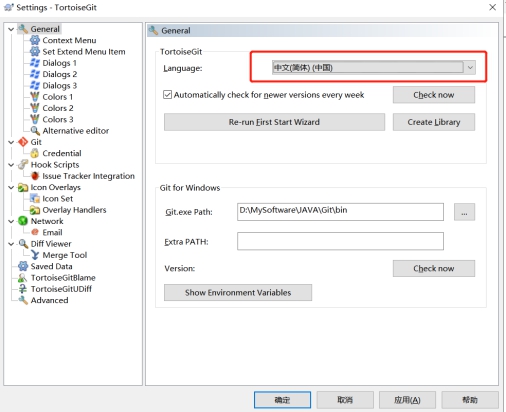 Settings - TortoiseGit
General
Context Menu
Set Extend Menu Item
Dialogs 1
Dialogs 2
Dialogs 3
Colors 1
Colors 2
Colors 3
Alternative editor
Git
Credential
Hook Scripts
Issue Tracker Integration
Icon Overlays
Icon Set
Overlay Handlers
Network
Email
Diff Viewer
Merge Tool
Saved Data
TortoiseGitBlame
TortoiseGitUDiff
Advanced
General
TortoiseGit
Language: 中文(简体) (中国)
Automatically check for newer versions every week Check now
Re-run First Start Wizard Create Library
Git for Windows
Git.exe Path: D:\MySoftware\JAVA\Git\bin ...
Extra PATH:
Version: Check now
Show Environment Variables
确定 取消 应用(A) 帮助